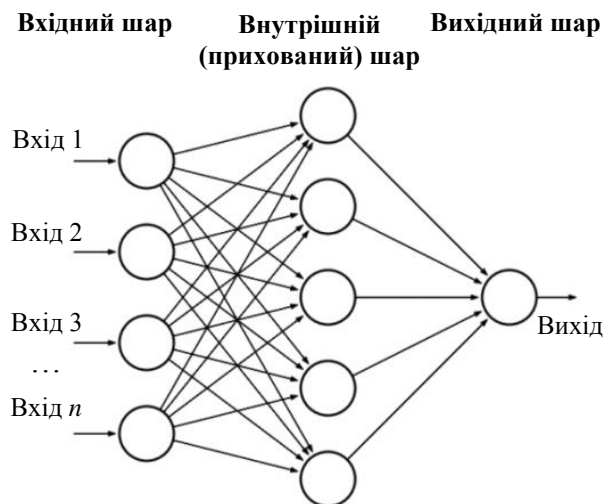 Вхідний шар
Внутрішній
(прихований) шар
Вихідний шар
Вхід 1
Вхід 2
Вхід 3
…
Вхід n
Вихід